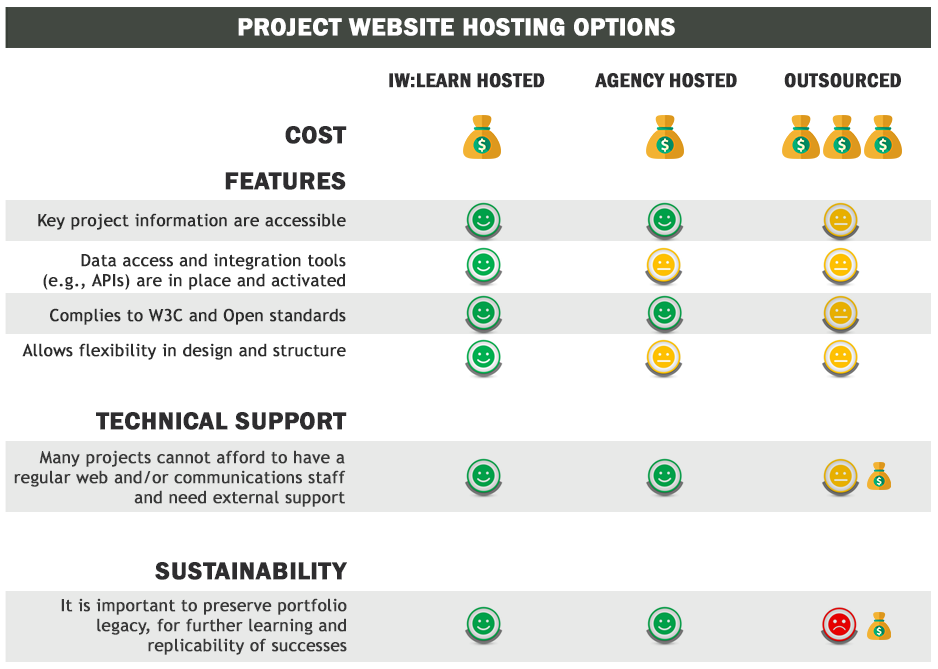 PROJECT WEBSITE HOSTING OPTIONS
IW:LEARN HOSTED
AGENCY HOSTED
OUTSOURCED
COST
$
$
$
$
$
FEATURES
Key project information are accessible
Data access and integration tools
(e.g., APIs) are in place and activated
Complies to W3C and Open standards
Allows flexibility in design and structure
TECHNICAL SUPPORT
Many projects cannot afford to have a
regular web and/or communications staff
and need external support
$
SUSTAINABILITY
It is important to preserve portfolio
legacy, for further learning and
replicability of successes
$